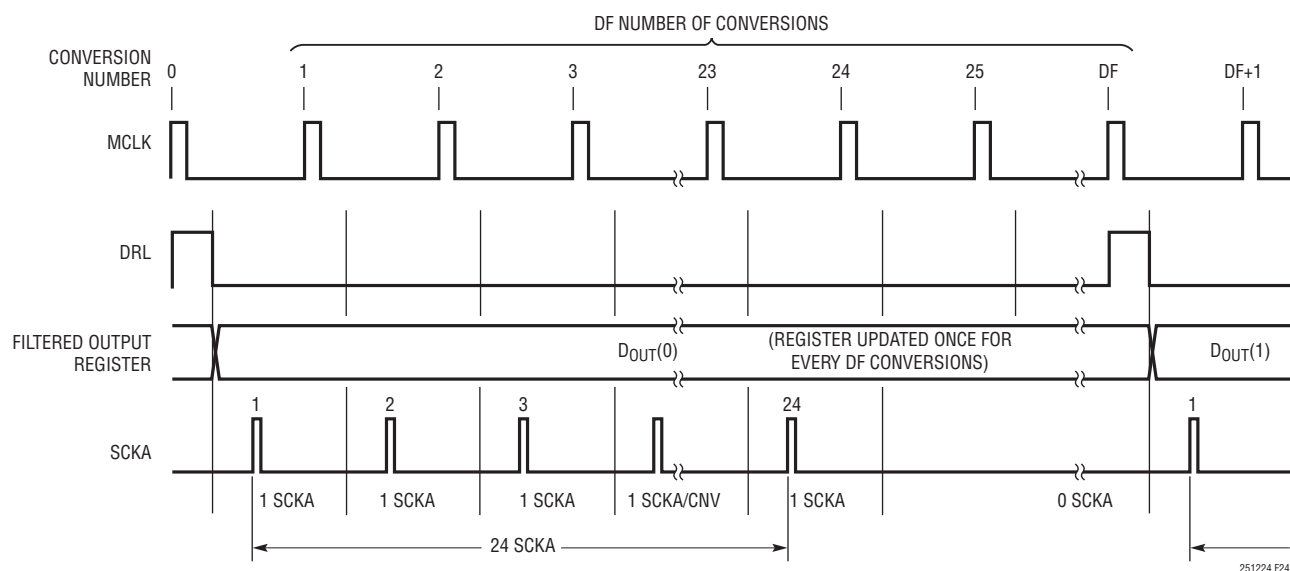 DF NUMBER OF CONVERSIONS
CONVERSION
NUMBER
0 1 2 3 23 24 25 DF DF+1
MCLK
DRL
FILTERED OUTPUT
REGISTER
DOUT(0)
(REGISTER UPDATED ONCE FOR
EVERY DF CONVERSIONS)
DOUT(1)
1 2 3 24 1
SCKA
1 SCKA 1 SCKA 1 SCKA 1 SCKA/CNV 1 SCKA 0 SCKA
24 SCKA
251224 F24